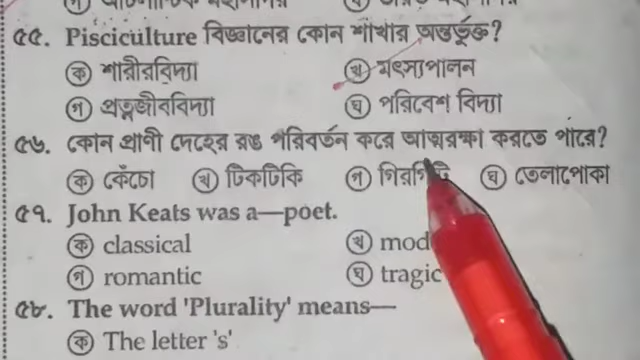 ৫৫. Pisciculture বিজ্ঞানের কোন শাখার অন্তর্ভুক্ত?
ক শারীরবিদ্যা খ মৎস্যপালন
গ প্রত্নজীববিদ্যা ঘ পরিবেশ বিদ্যা
৫৬. কোন প্রাণী দেহের রঙ পরিবর্তন করে আত্মরক্ষা করতে পারে?
ক কেঁচো খ টিকটিকি গ গিরগিটি ঘ তেলাপোকা
৫৭. John Keats was a—poet.
ক classical খ mod
গ romantic ঘ tragic
৫৮. The word 'Plurality' means—
ক The letter 's'